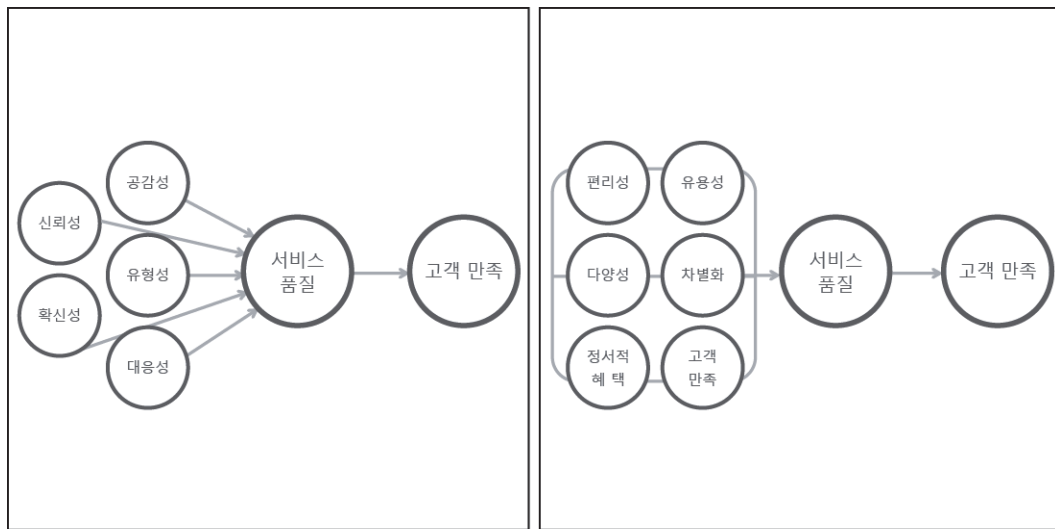 공감성
신뢰성
유형성
확신성
대응성
서비스
품질
고객 만족
편리성
유용성
다양성
차별화
정서적
혜 택
고객
만족
서비스
품질
고객 만족